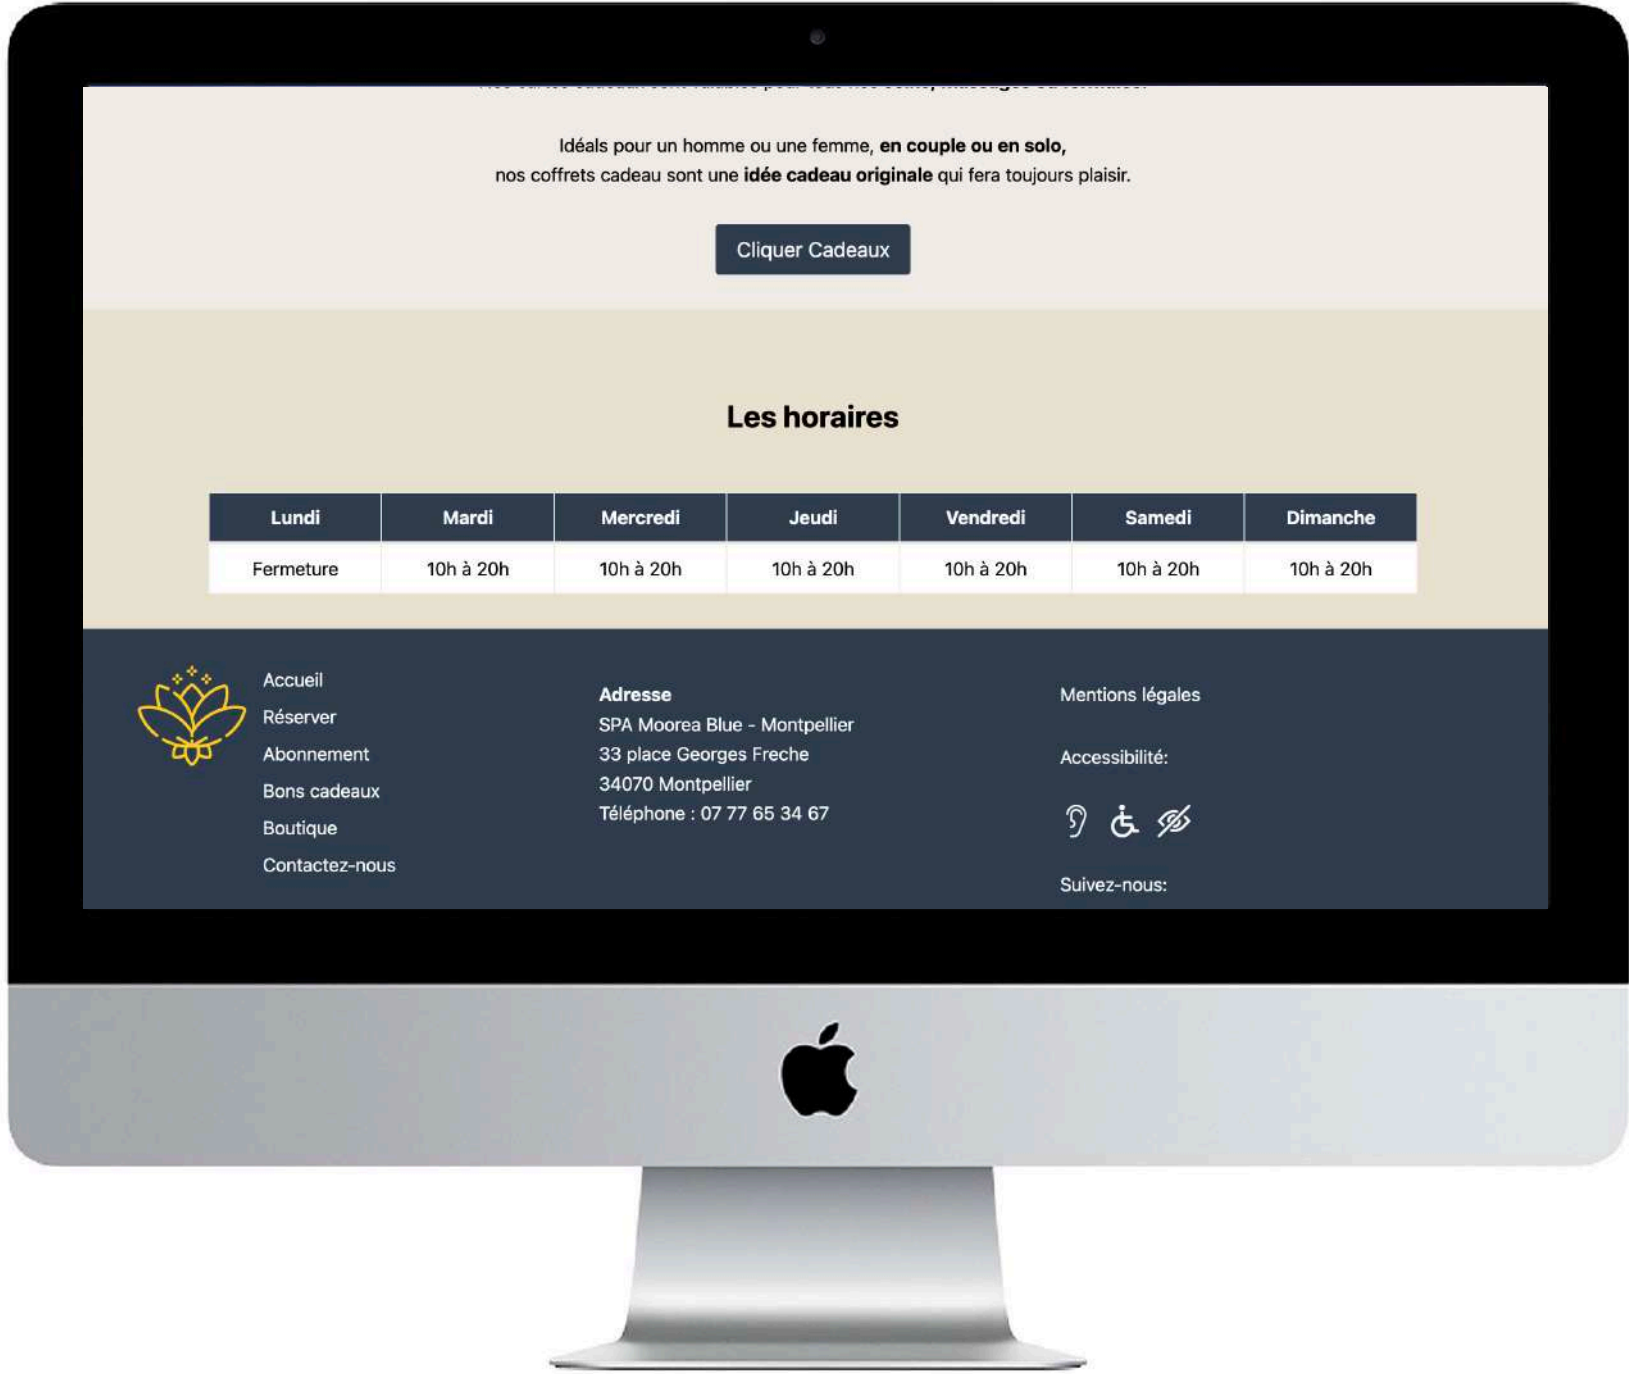 Idéals pour un homme ou une femme, en couple ou en solo,
nos coffrets cadeau sont une idée cadeau originale qui fera toujours plaisir.
Cliquer Cadeaux
Les horaires
Lundi Mardi Mercredi Jeudi Vendredi Samedi Dimanche
Fermeture 10h à 20h 10h à 20h 10h à 20h 10h à 20h 10h à 20h 10h à 20h
Accueil
Réserver
Abonnement
Bons cadeaux
Boutique
Contactez-nous
Adresse
SPA Moorea Blue - Montpellier
33 place Georges Freche
34070 Montpellier
Téléphone : 07 77 65 34 67
Mentions légales
Accessibilité:
Suivez-nous: